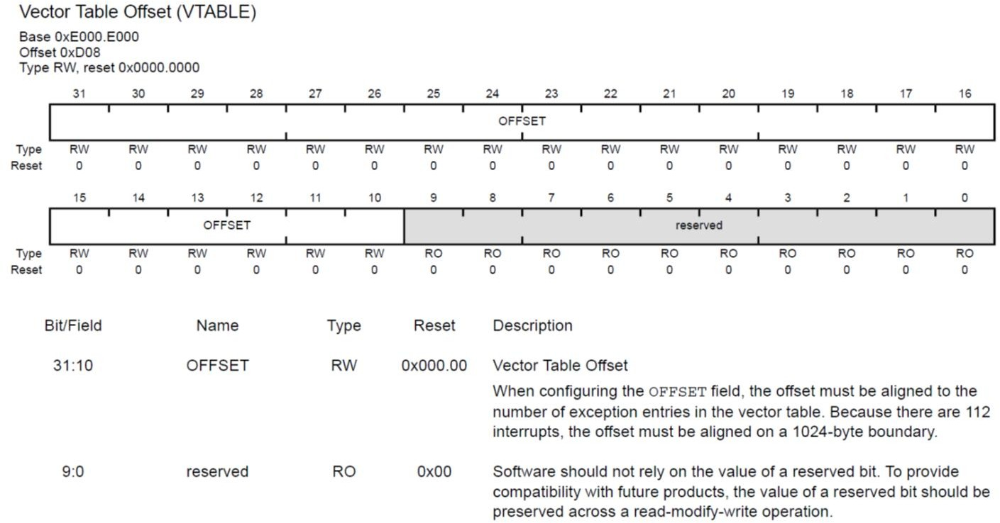 Vector Table Offset (VTABLE)
Base 0xE000.E000
Offset 0xD08
Type RW, reset 0x0000.0000
31 30 29 28 27 26 25 24 23 22 21 20 19 18 17 16
OFFSET
Type RW RW RW RW RW RW RW RW RW RW RW RW RW RW RW RW
Reset 0 0 0 0 0 0 0 0 0 0 0 0 0 0 0 0
15 14 13 12 11 10 9 8 7 6 5 4 3 2 1 0
OFFSET reserved
Type RW RW RW RW RW RW RO RO RO RO RO RO RO RO RO RO
Reset 0 0 0 0 0 0 0 0 0 0 0 0 0 0 0 0
Bit/Field Name Type Reset Description
31:10 OFFSET RW 0x000.00 Vector Table Offset
When configuring the OFFSET field, the offset must be aligned to the
number of exception entries in the vector table. Because there are 112
interrupts, the offset must be aligned on a 1024-byte boundary.
9:0 reserved RO 0x00 Software should not rely on the value of a reserved bit. To provide
compatibility with future products, the value of a reserved bit should be
preserved across a read-modify-write operation.